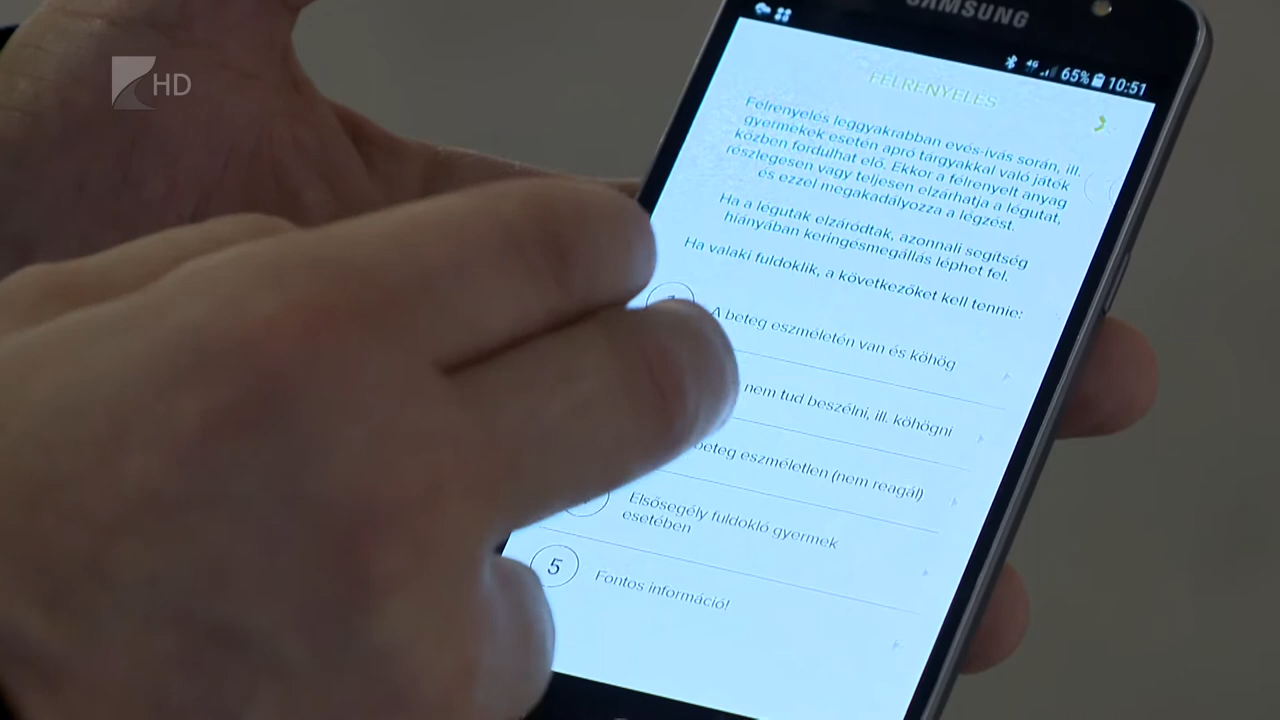 HD
SAMSUNG
4G 65% 10:51
FÉLRENYELÉS
Félrenyelés leggyakrabban evés-ivás során, ill.
gyermekek esetén apró tárgyakkal való játék
közben fordulhat elő. Ekkor a félrenyelt anyag
részlegesen vagy teljesen elzárhatja a légutat,
és ezzel megakadályozza a légzést.
Ha a légutak elzáródtak, azonnali segítség
hiányában keringésmegállás léphet fel.
Ha valaki fuldoklik, a következőket kell tennie:
A beteg eszméletén van és köhög
nem tud beszélni, ill. köhögni
beteg eszméletlen (nem reagál)
Elsősegély fuldokló gyermek
esetében
5 Fontos információ!